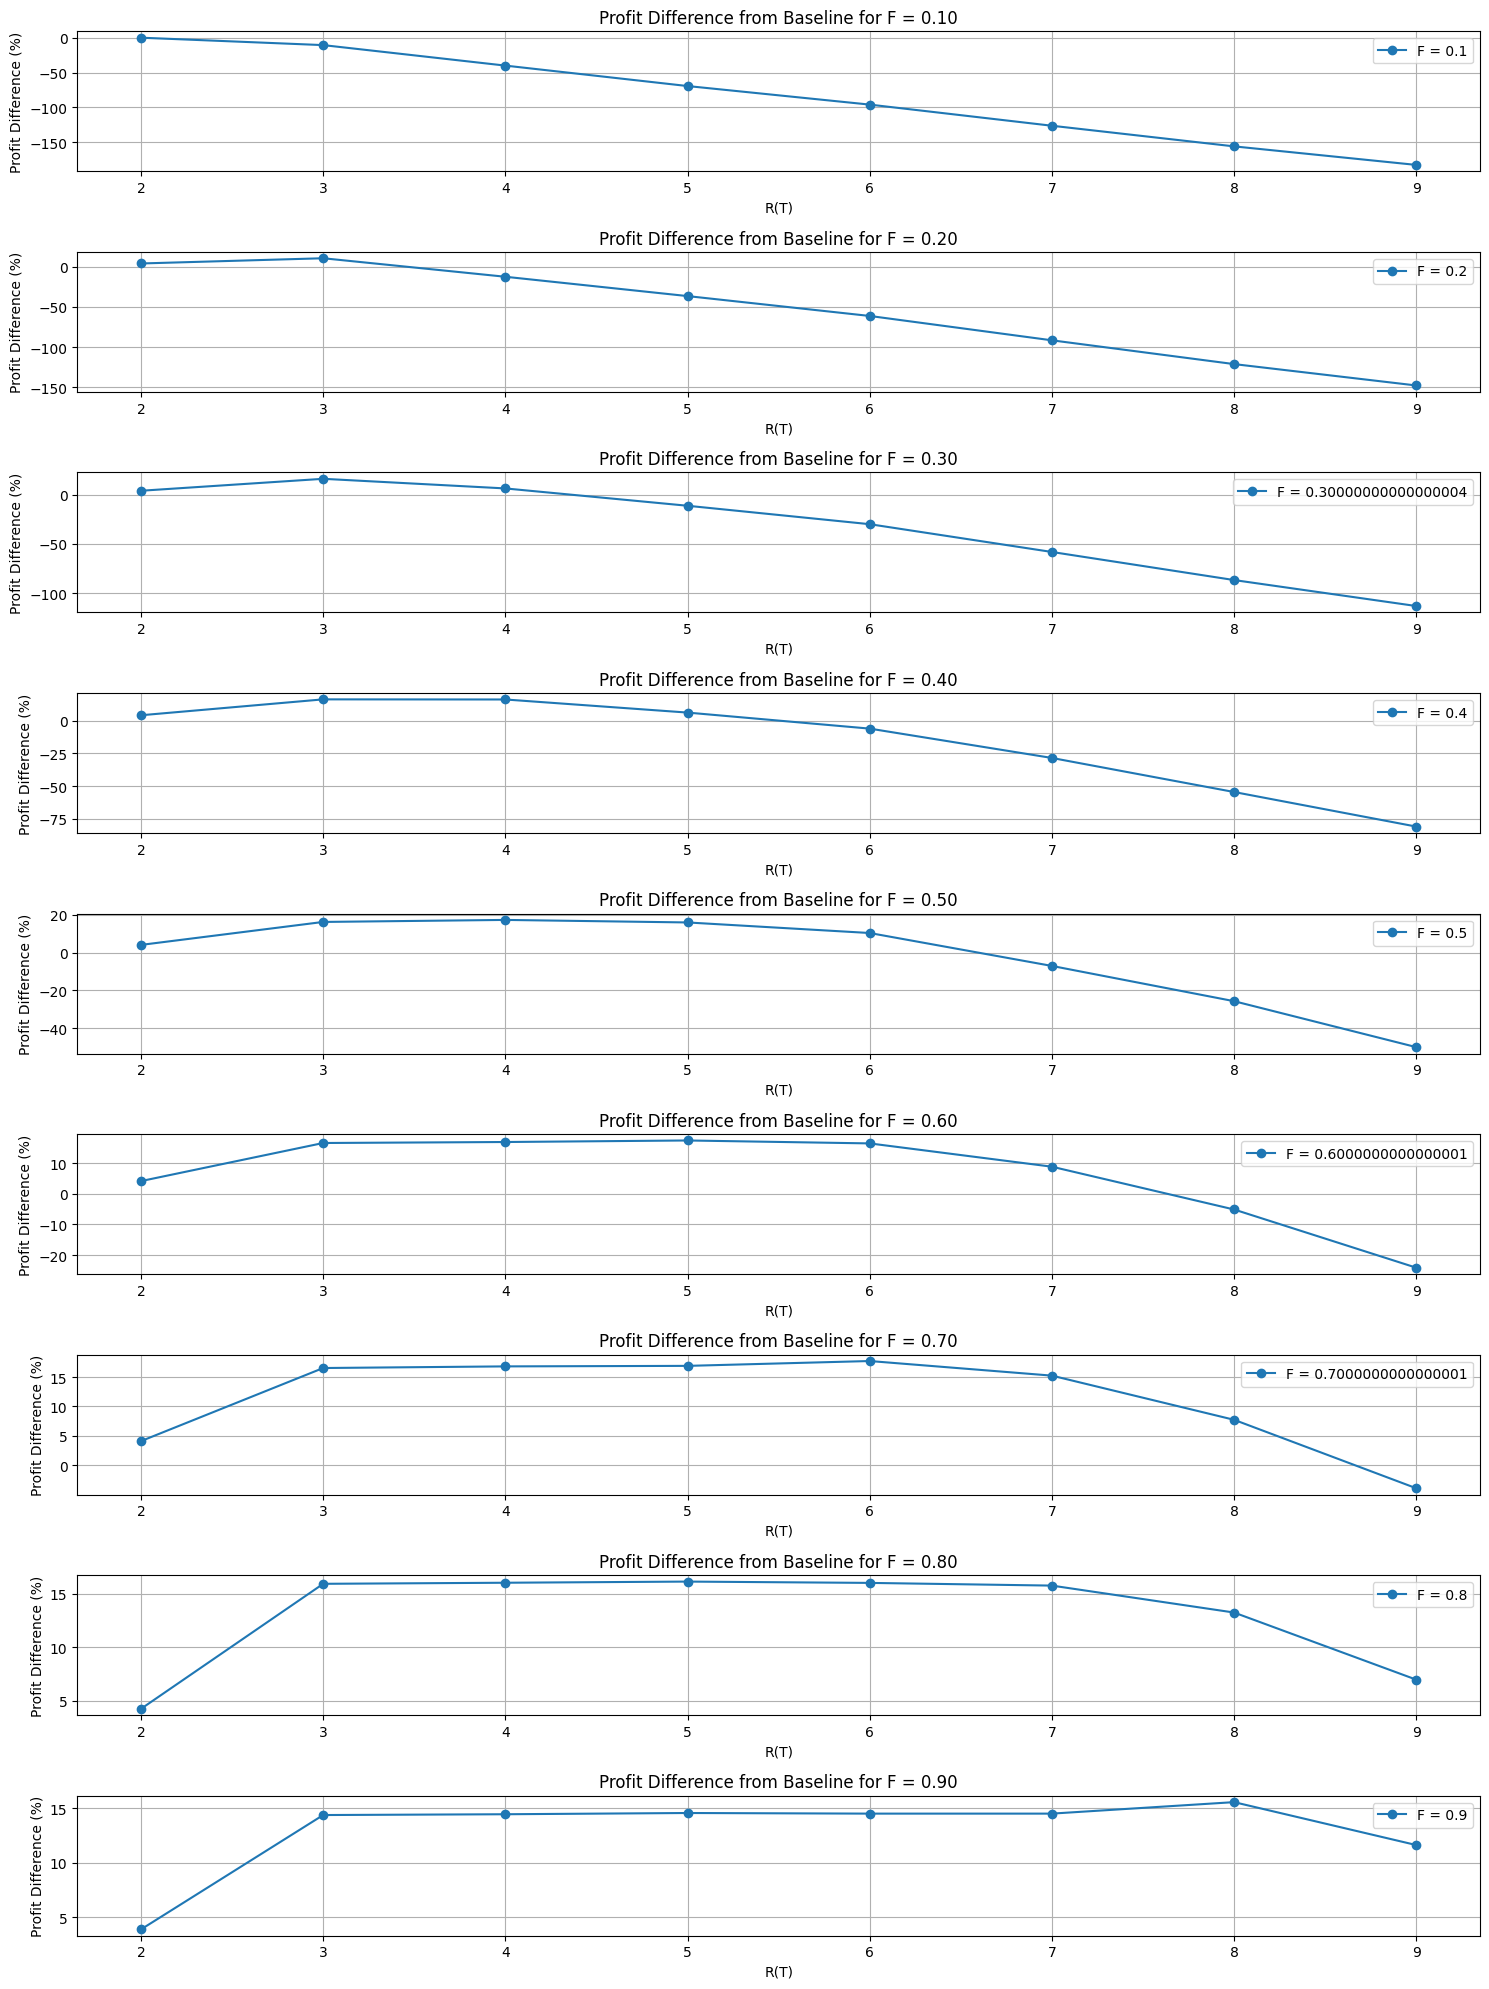 Profit Difference from Baseline for F = 0.10
Profit Difference (%)
0
−50
−100
−150
F = 0.1
2 3 4 5 6 7 8 9
R(T)
Profit Difference from Baseline for F = 0.20
Profit Difference (%)
0
−50
−100
−150
F = 0.2
2 3 4 5 6 7 8 9
R(T)
Profit Difference from Baseline for F = 0.30
Profit Difference (%)
0
−50
−100
F = 0.30000000000000004
2 3 4 5 6 7 8 9
R(T)
Profit Difference from Baseline for F = 0.40
Profit Difference (%)
0
−25
−50
−75
F = 0.4
2 3 4 5 6 7 8 9
R(T)
Profit Difference from Baseline for F = 0.50
Profit Difference (%)
20
0
−20
−40
F = 0.5
2 3 4 5 6 7 8 9
R(T)
Profit Difference from Baseline for F = 0.60
Profit Difference (%)
10
0
−10
−20
F = 0.6000000000000001
2 3 4 5 6 7 8 9
R(T)
Profit Difference from Baseline for F = 0.70
Profit Difference (%)
15
10
5
0
F = 0.7000000000000001
2 3 4 5 6 7 8 9
R(T)
Profit Difference from Baseline for F = 0.80
Profit Difference (%)
15
10
5
F = 0.8
2 3 4 5 6 7 8 9
R(T)
Profit Difference from Baseline for F = 0.90
Profit Difference (%)
15
10
5
F = 0.9
2 3 4 5 6 7 8 9
R(T)